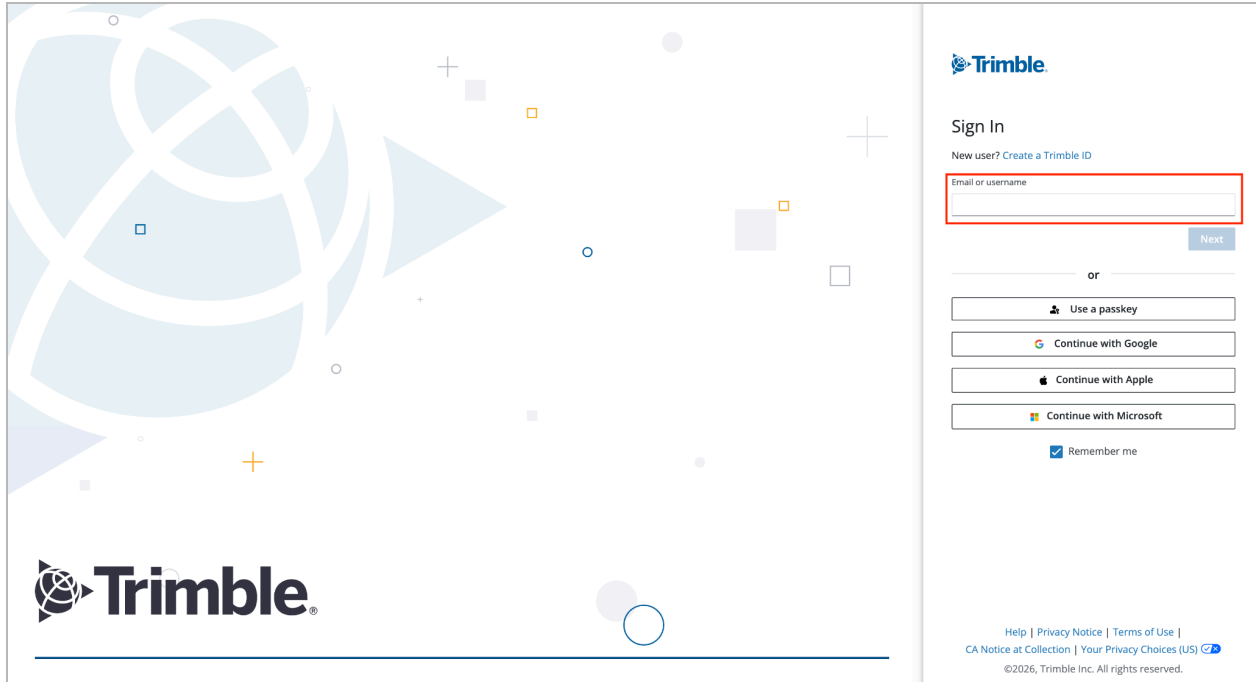 Trimble®
Trimble.
Sign In
New user? Create a Trimble ID
Email or username
Next
or
Use a passkey
Continue with Google
Continue with Apple
Continue with Microsoft
Remember me
Help | Privacy Notice | Terms of Use |
CA Notice at Collection | Your Privacy Choices (US)
©2026, Trimble Inc. All rights reserved.